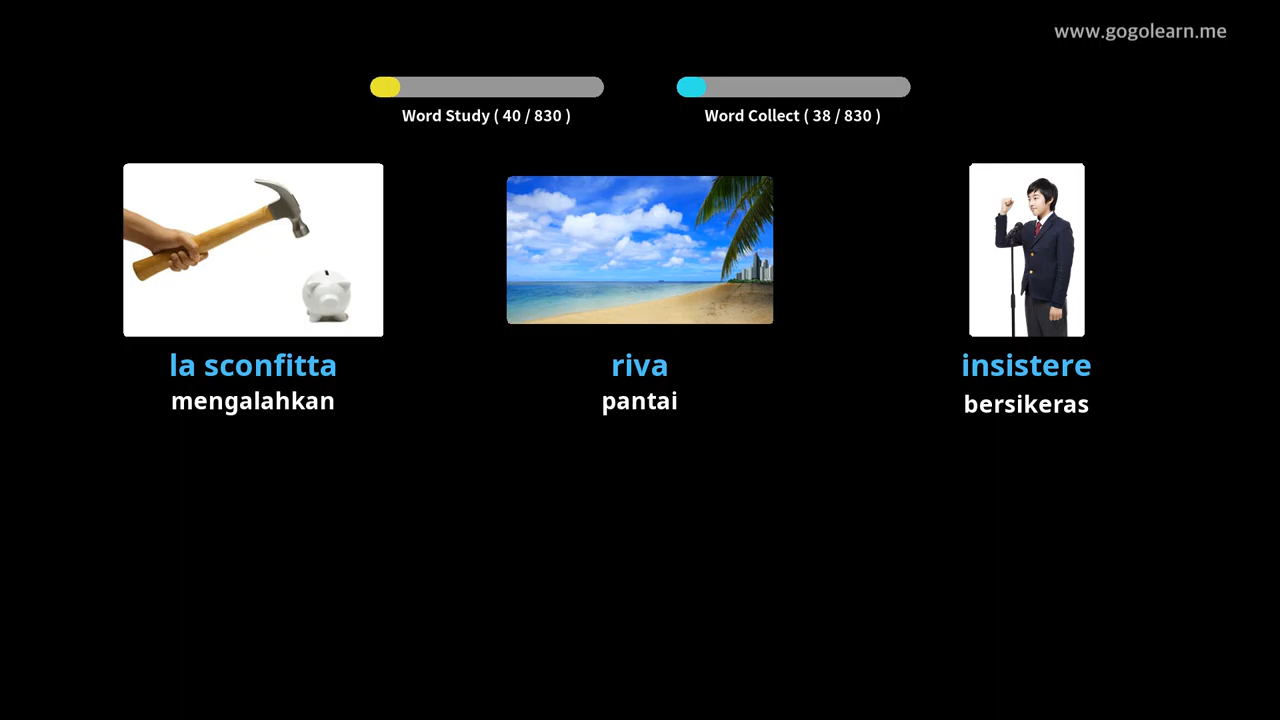 www.gogolearn.me
Word Study ( 40 / 830 )
Word Collect ( 38 / 830 )
la sconfitta
mengalahkan
riva
pantai
insistere
bersikeras